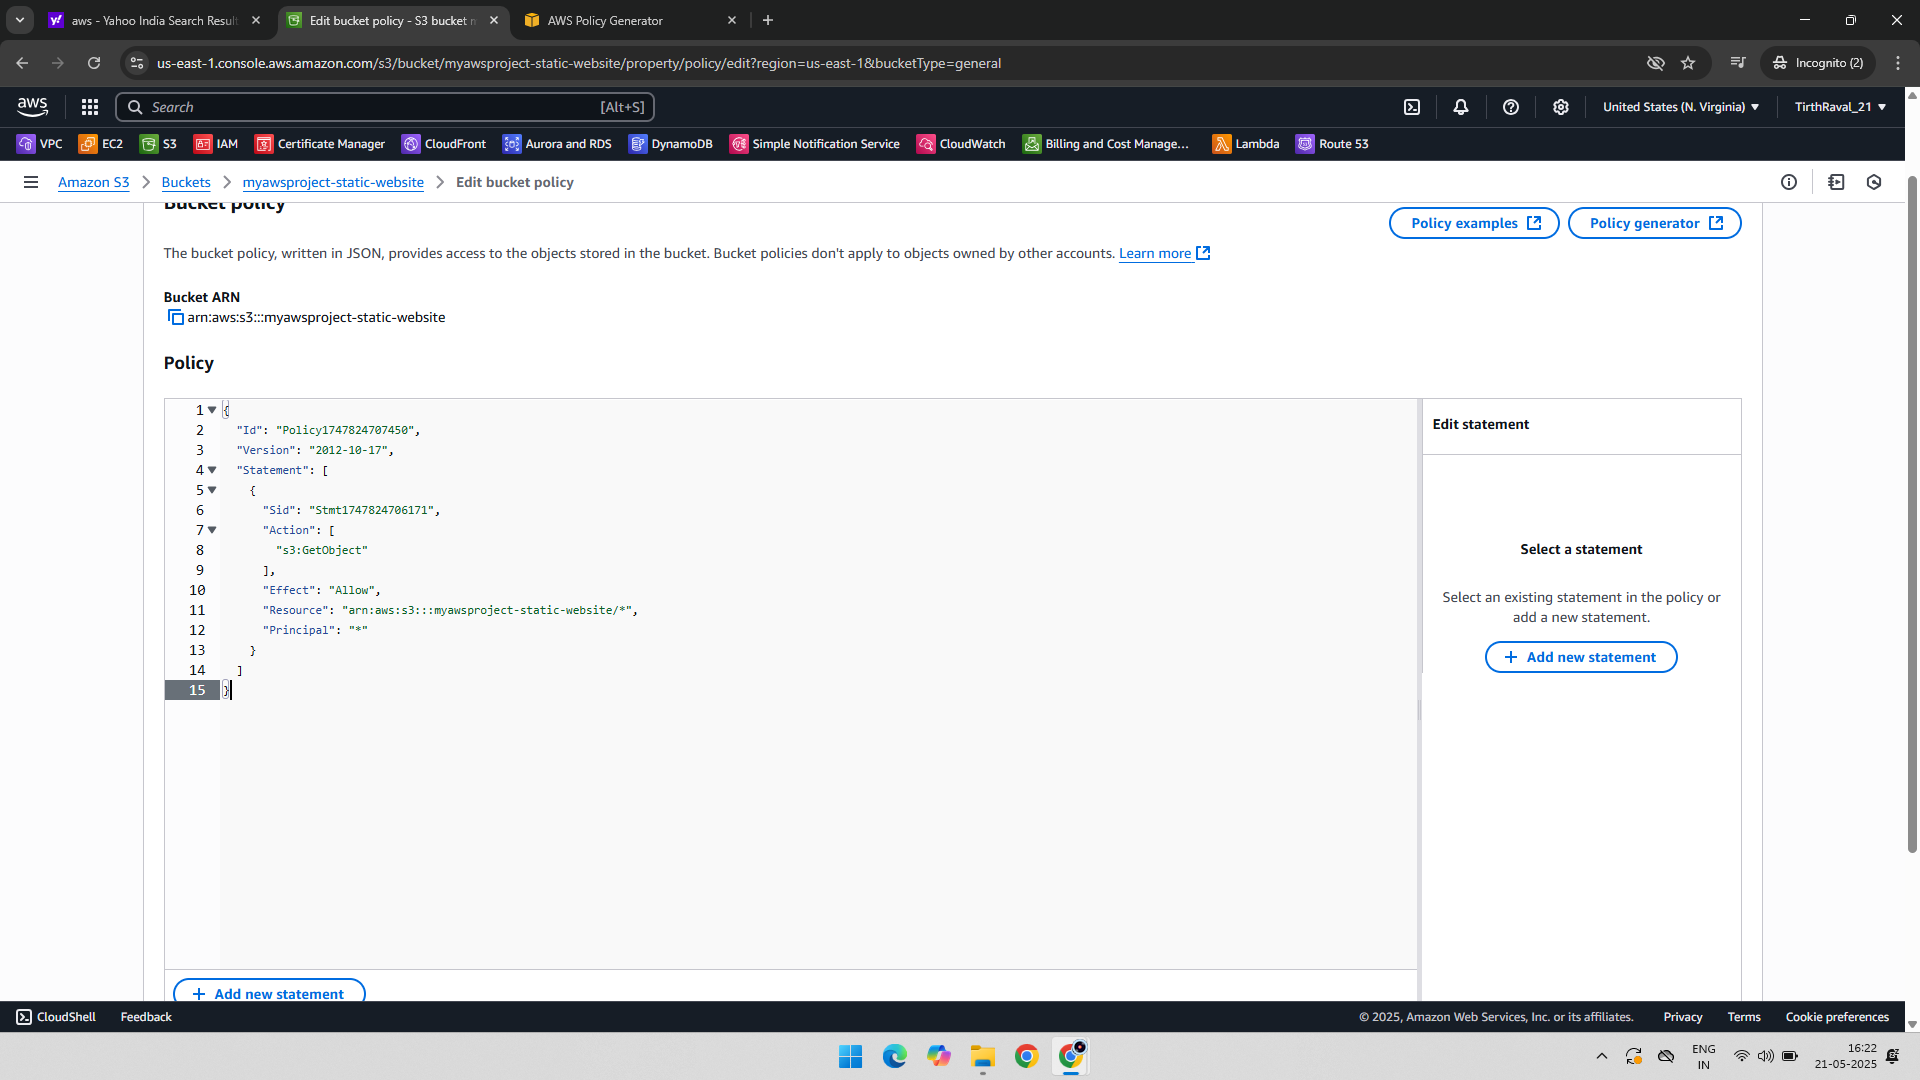 aws - Yahoo India Search Result
Edit bucket policy - S3 bucket m
AWS Policy Generator
us-east-1.console.aws.amazon.com/s3/bucket/myawsproject-static-website/property/policy/edit?region=us-east-1&bucketType=general
Incognito (2)
aws
Search
[Alt+S]
United States (N. Virginia)
TirthRaval_21
VPC
EC2
S3
IAM
Certificate Manager
CloudFront
Aurora and RDS
DynamoDB
Simple Notification Service
CloudWatch
Billing and Cost Manage...
Lambda
Route 53
Amazon S3
Buckets
myawsproject-static-website
Edit bucket policy
Bucket policy
Policy examples
Policy generator
The bucket policy, written in JSON, provides access to the objects stored in the bucket. Bucket policies don't apply to objects owned by other accounts. Learn more
Bucket ARN
arn:aws:s3:::myawsproject-static-website
Policy
1 {
2 "Id": "Policy1747824707450",
3 "Version": "2012-10-17",
4 "Statement": [
5 {
6 "Sid": "Stmt1747824706171",
7 "Action": [
8 "s3:GetObject"
9 ],
10 "Effect": "Allow",
11 "Resource": "arn:aws:s3:::myawsproject-static-website/*",
12 "Principal": "*"
13 }
14 ]
15 }
Edit statement
Select a statement
Select an existing statement in the policy or
add a new statement.
+ Add new statement
+ Add new statement
CloudShell
Feedback
© 2025, Amazon Web Services, Inc. or its affiliates.
Privacy
Terms
Cookie preferences
ENG
IN
16:22
21-05-2025